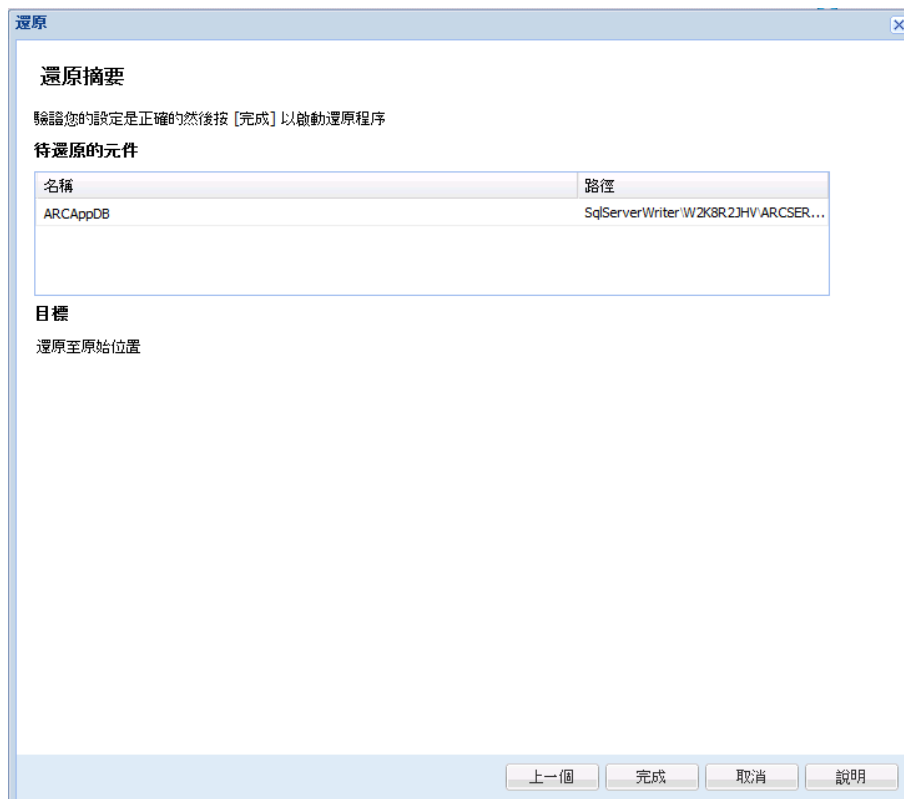 還原
還原摘要
驗證您的設定是正確的然後按 [完成] 以啟動還原程序
待還原的元件
名稱 路徑
ARCAppDB SqlServerWriter\W2K8R2JHV\ARCSER...
目標
還原至原始位置
上一個 完成 取消 說明